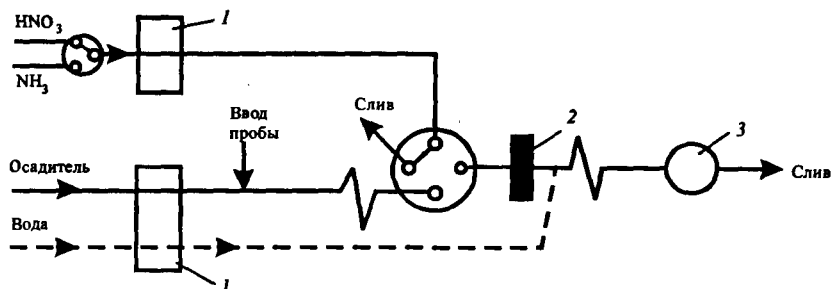 HNO3
1
NH3
Ввод
пробы
Слив
2
3
Осадитель
Слив
Вода
1